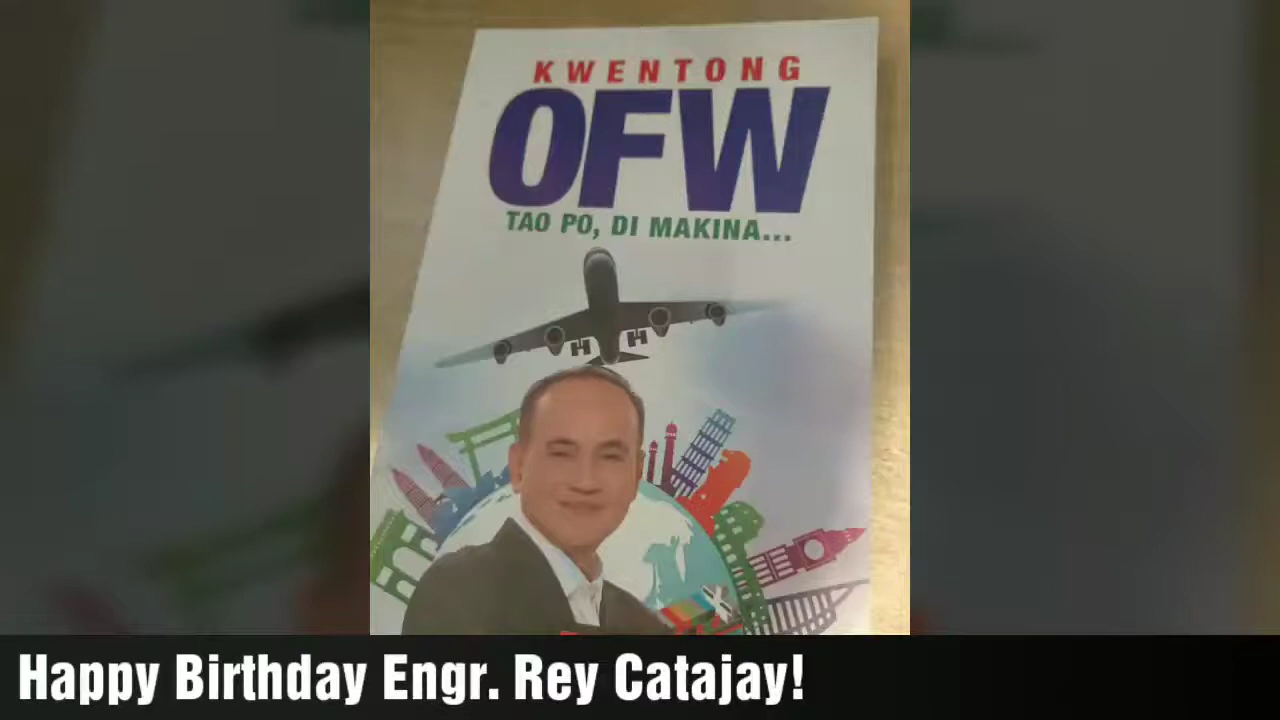 KWENTONG
OFW
TAO PO, DI MAKINA...
Happy Birthday Engr. Rey Catajay!